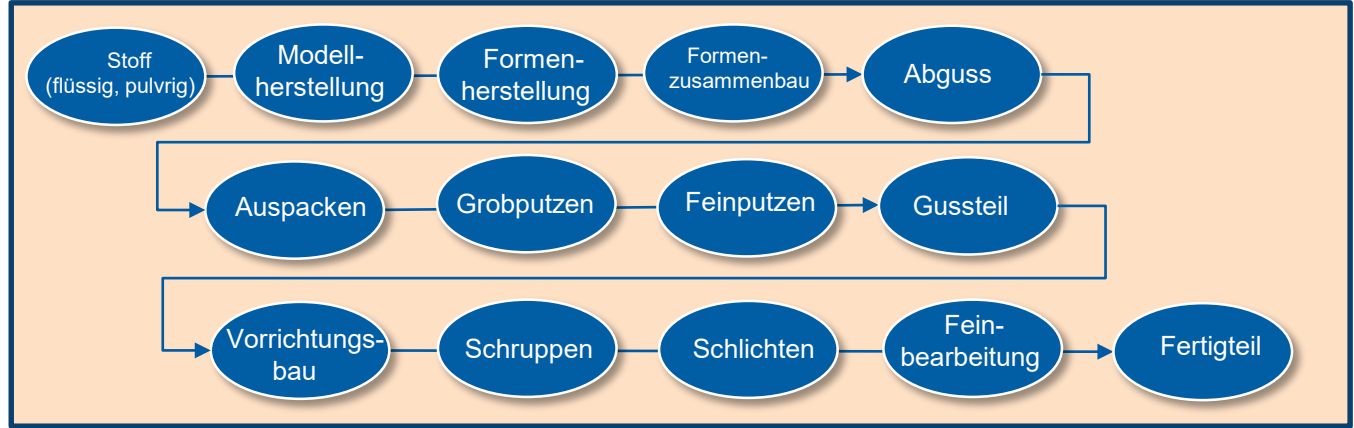 Stoff
(flüssig, pulvrig)
Modell-
herstellung
Formen-
herstellung
Formen-
zusammenbau
Abguss
Auspacken
Grobputzen
Feinputzen
Gussteil
Vorrichtungs-
bau
Schruppen
Schlichten
Fein-
bearbeitung
Fertigteil